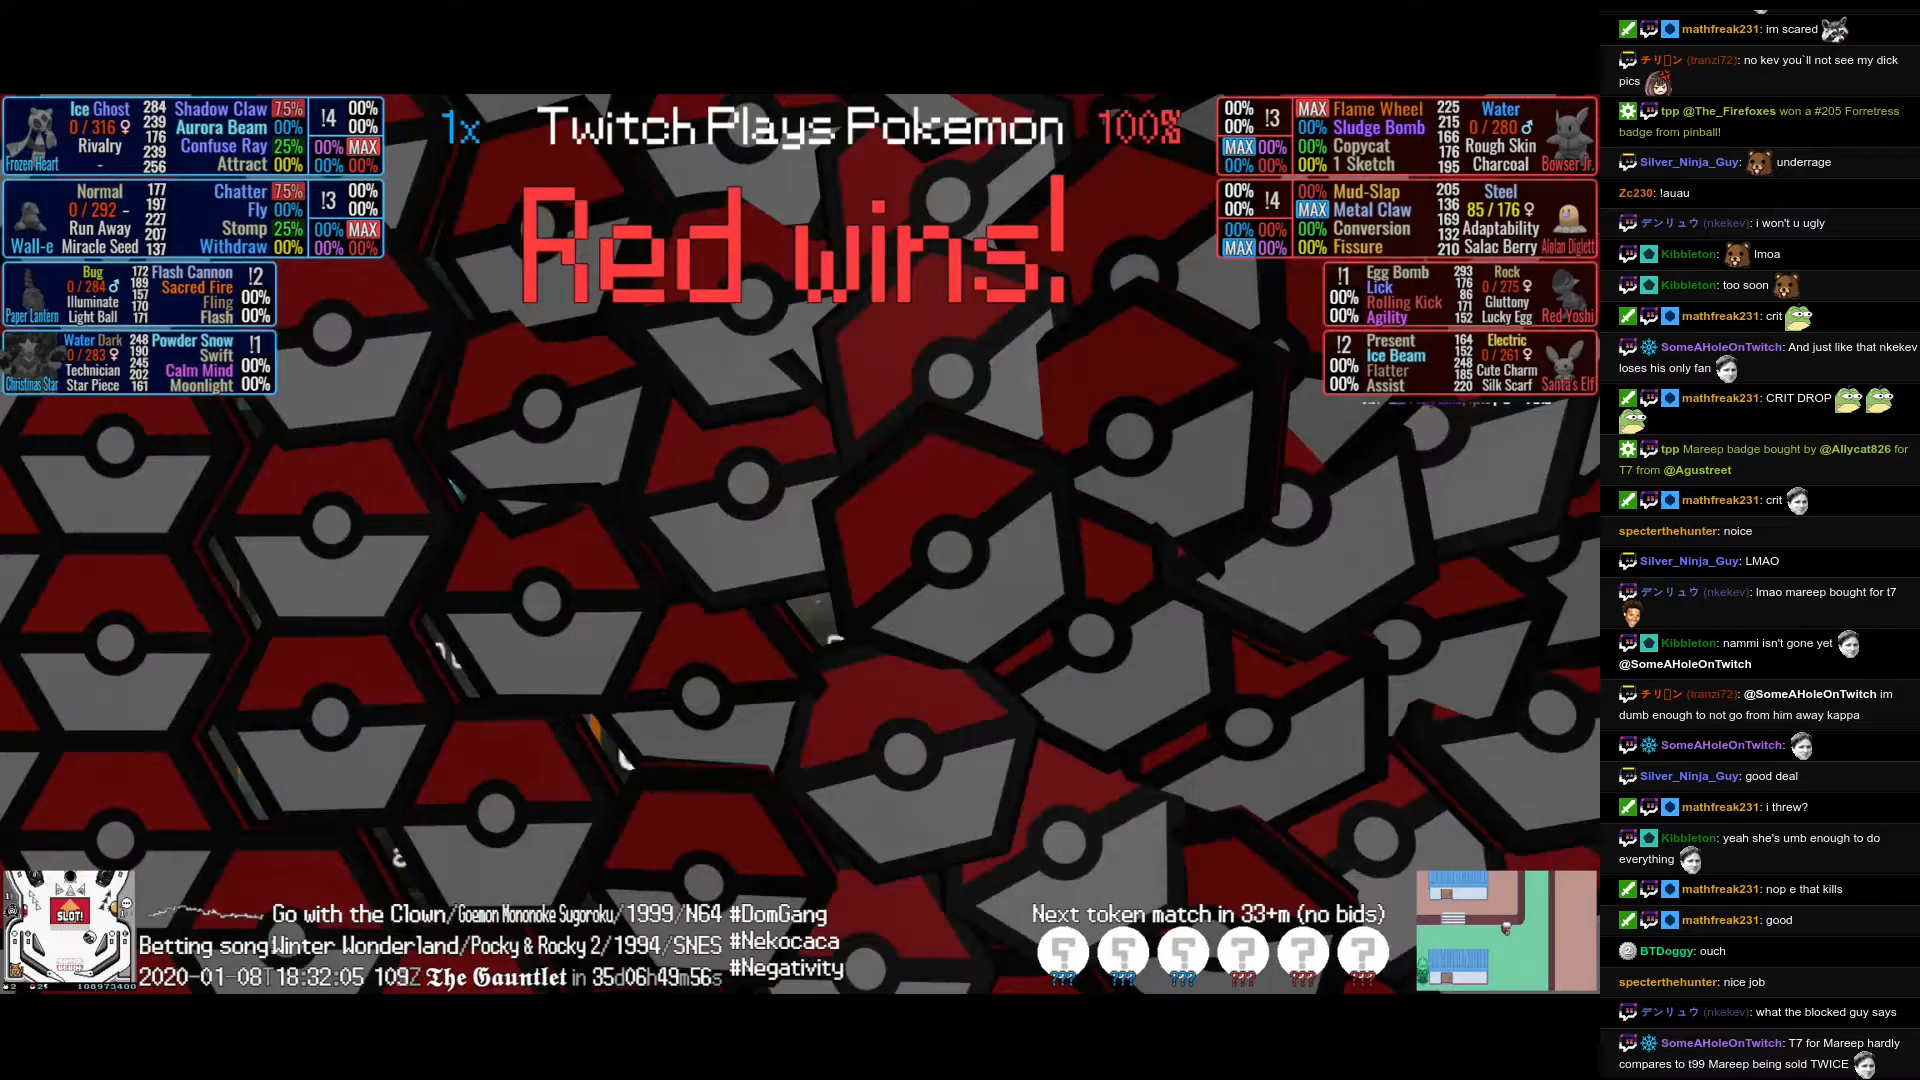 Twitch Plays Pokemon
1x
100%
Red wins!
Ice Ghost 284 Shadow Claw 75% !4 00%
0 / 316 ♀ 239 Aurora Beam 00% 00%
Rivalry 176 Confuse Ray 25% 00% MAX
- 239 Attract 00% 00% 00%
Frozen Heart 256
Normal 177 Chatter 75% !3 00%
0 / 292 - 197 Fly 00% 00%
Run Away 227 Stomp 25% 00% MAX
Wall-e Miracle Seed 207 Withdraw 00% 00% 00%
137
Bug 172 Flash Cannon !2
0 / 284 ♂ 189 Sacred Fire
Illuminate 157 Fling 00%
Paper Lantern Light Ball 170 Flash 00%
171
Water Dark 248 Powder Snow !1
0 / 283 ♀ 190 Swift
Technician 245 Calm Mind 00%
Christmas Star Star Piece 202 Moonlight 00%
161
00% !3 MAX Flame Wheel 225 Water
00% 00% Sludge Bomb 215 0 / 280 ♂
MAX 00% 00% Copycat 166 Rough Skin
00% 00% 00% 1 Sketch 176 Charcoal Bowser Jr.
195
00% !4 00% Mud-Slap 205 Steel
00% MAX Metal Claw 136 85 / 176 ♀
00% 00% 00% Conversion 169 Adaptability
MAX 00% 00% Fissure 132 Salac Berry Alolan Diglett
210
!1 Egg Bomb 293 Rock
Lick 176 0 / 275 ♀
00% Rolling Kick 86 Gluttony
00% Agility 171 Lucky Egg Red Yoshi
152
!2 Present 164 Electric
Ice Beam 152 0 / 261 ♀
00% Flatter 248 Cute Charm
00% Assist 185 Silk Scarf Santa's Elf
220
SLOT!
108973400
Go with the Clown/Goemon Mononoke Sugoroku/1999/N64
Betting song Winter Wonderland/Pocky & Rocky 2/1994/SNES
2020-01-08T18:32:05 109Z The Gauntlet in 35d06h49m56s
#DomGang
#Nekocaca
#Negativity
Next token match in 33+m (no bids)
? ? ? ? ? ?
??? ??? ??? ??? ??? ???
mathfreak231: im scared
(tranzi72): no kev you`ll not see my dick
pics
tpp @The_Firefoxes won a #205 Forretress
badge from pinball!
Silver_Ninja_Guy: underrage
Zc230: !auau
デンリュウ (nkekev): i won't u ugly
Kibbleton: lmoa
Kibbleton: too soon
mathfreak231: crit
SomeAHoleOnTwitch: And just like that nkekev
loses his only fan
mathfreak231: CRIT DROP
tpp Mareep badge bought by @Allycat826 for
T7 from @Agustreet
mathfreak231: crit
specterthehunter: noice
Silver_Ninja_Guy: LMAO
デンリュウ (nkekev): lmao mareep bought for t7
Kibbleton: nammi isn't gone yet
@SomeAHoleOnTwitch
(tranzi72): @SomeAHoleOnTwitch im
dumb enough to not go from him away kappa
SomeAHoleOnTwitch:
Silver_Ninja_Guy: good deal
mathfreak231: i threw?
Kibbleton: yeah she's umb enough to do
everything
mathfreak231: nop e that kills
mathfreak231: good
BTDoggy: ouch
specterthehunter: nice job
デンリュウ (nkekev): what the blocked guy says
SomeAHoleOnTwitch: T7 for Mareep hardly
compares to t99 Mareep being sold TWICE